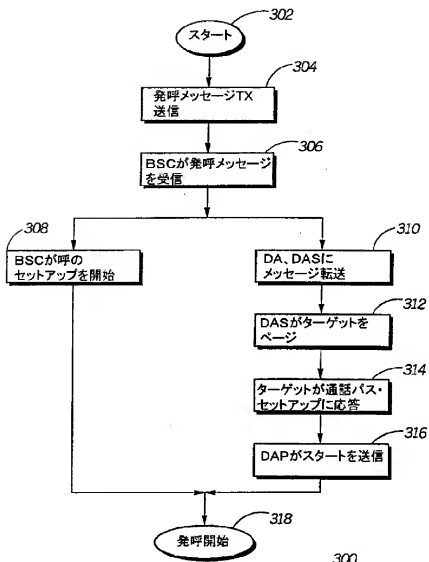 302
スタート
304
発呼メッセージTX
送信
306
BSCが発呼メッセージ
を受信
308
BSCが呼の
セットアップを開始
310
DA、DASに
メッセージ転送
312
DASがターゲットを
ページ
314
ターゲットが通話パス・
セットアップに応答
316
DAPがスタートを送信
318
発呼開始
300